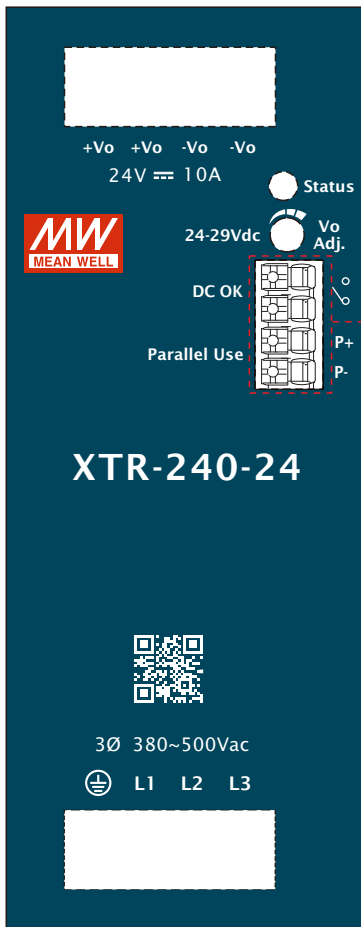 +Vo +Vo -Vo -Vo
24V 10A
Status
MW
MEAN WELL
24-29Vdc
Vo
Adj.
DC OK
Parallel Use
P+
P-
XTR-240-24
3Ø 380~500Vac
L1 L2 L3